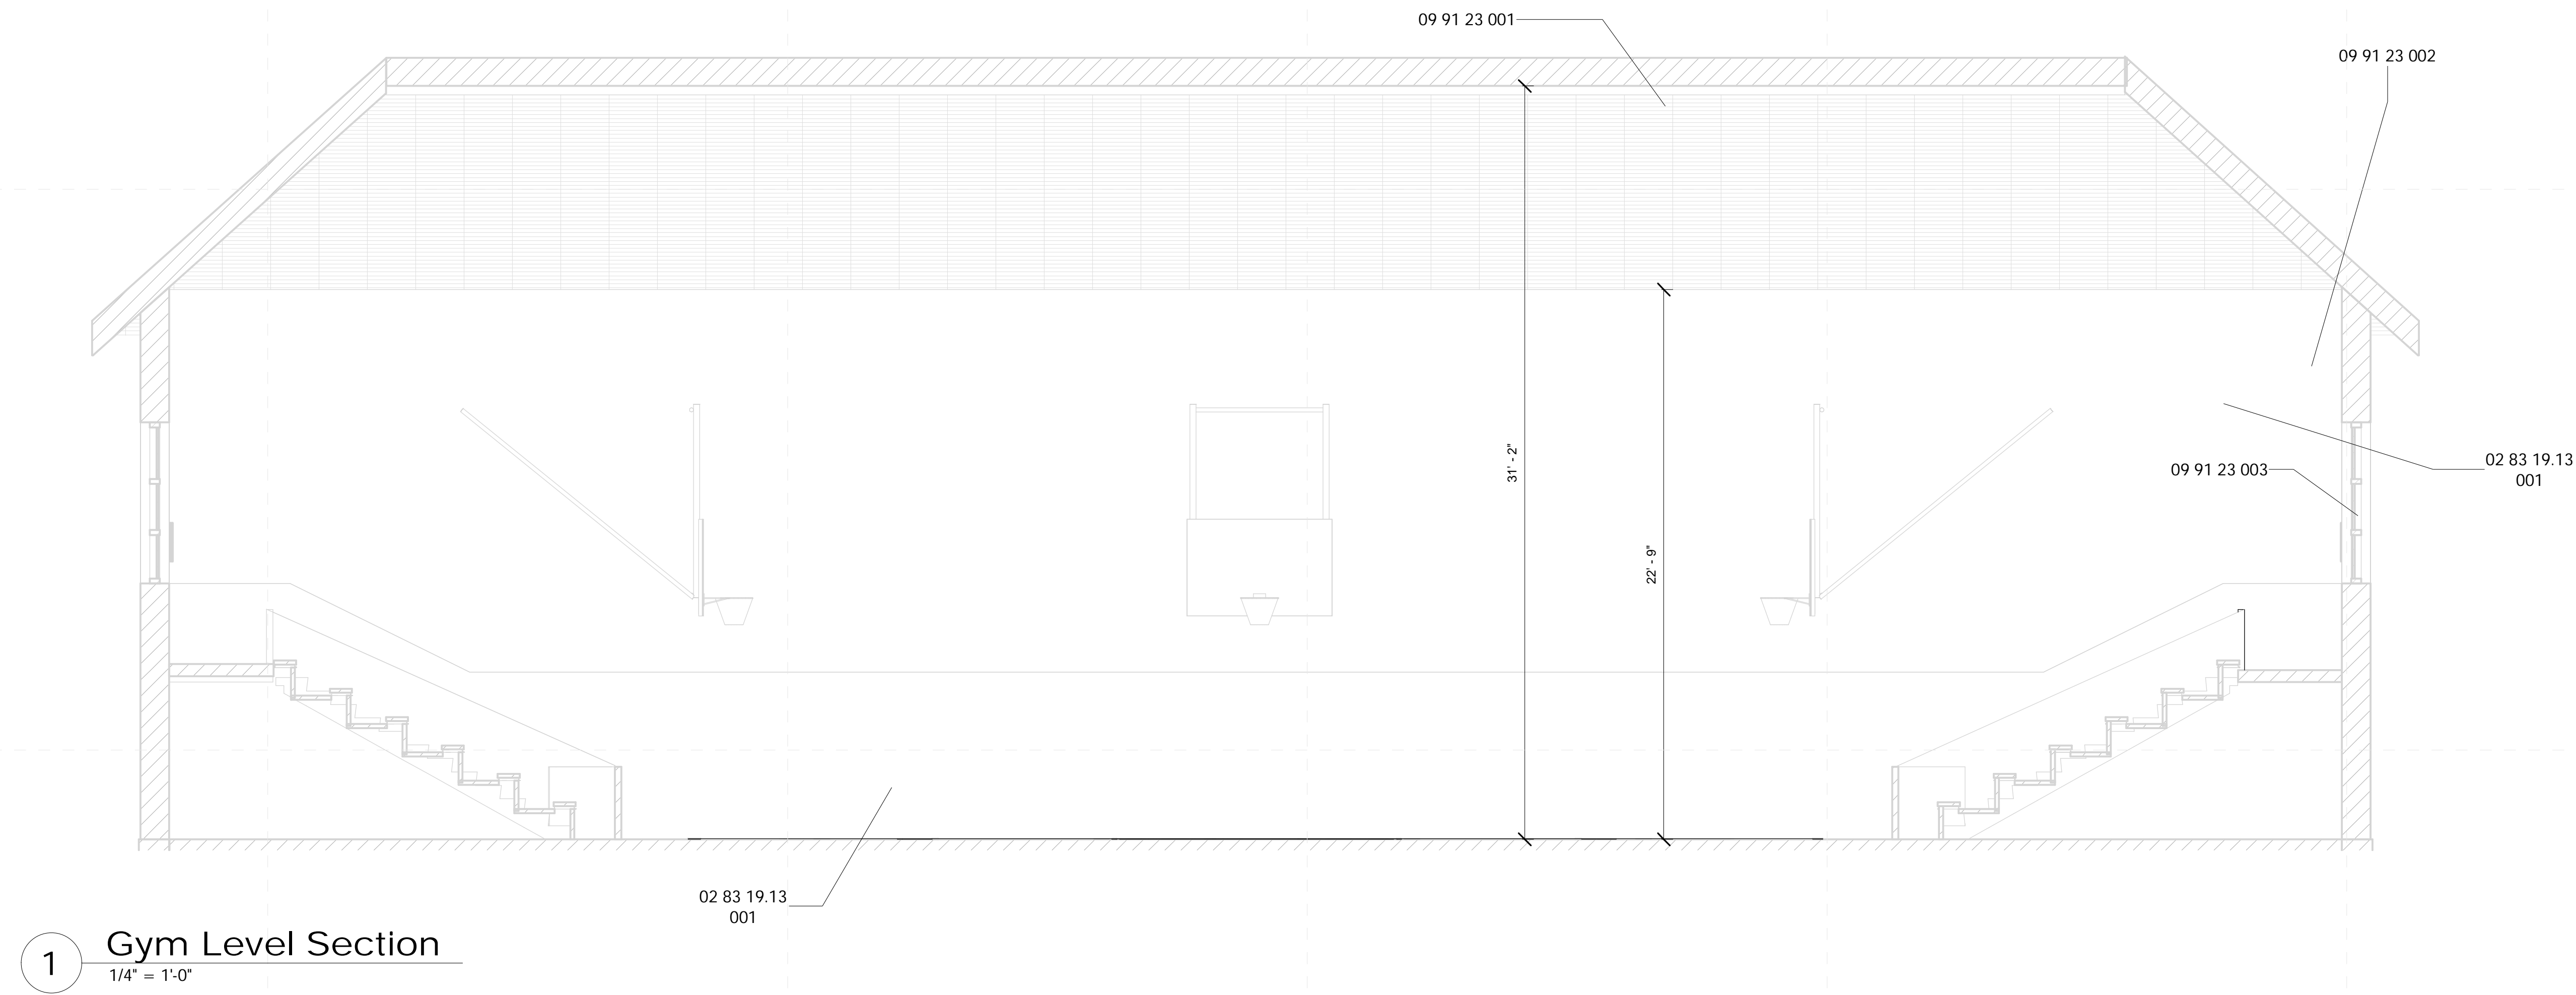 09 91 23 001
09 91 23 002
31' - 2"
22' - 9"
09 91 23 003
02 83 19.13
001
02 83 19.13
001
1
Gym Level Section
1/4" = 1'-0"